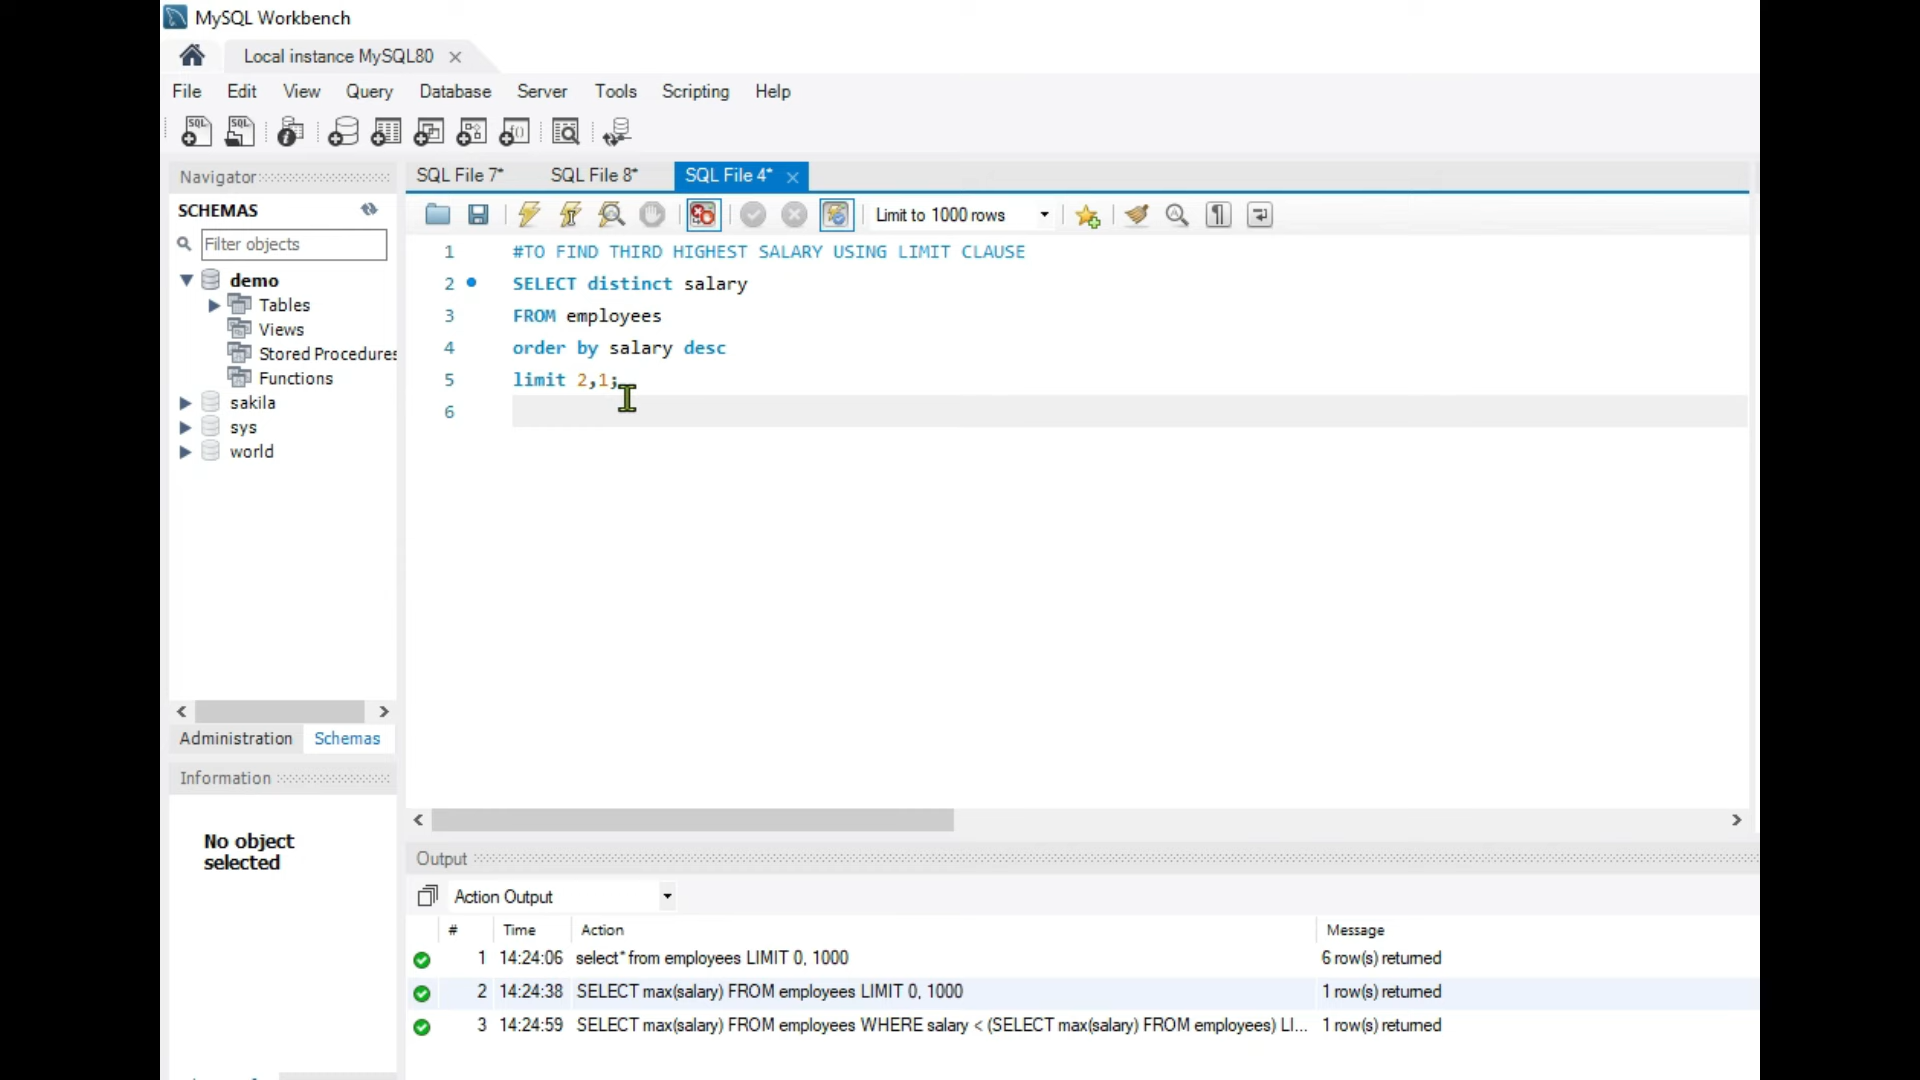 MySQL Workbench
Local instance MySQL80
File Edit View Query Database Server Tools Scripting Help
Navigator
SQL File 7* SQL File 8* SQL File 4*
SCHEMAS
Limit to 1000 rows
Filter objects
demo
Tables
Views
Stored Procedures
Functions
sakila
sys
world
1 #TO FIND THIRD HIGHEST SALARY USING LIMIT CLAUSE
2 SELECT distinct salary
3 FROM employees
4 order by salary desc
5 limit 2,1;
6
Administration Schemas
Information
No object
selected
Output
Action Output
# Time Action Message
1 14:24:06 select* from employees LIMIT 0, 1000 6 row(s) returned
2 14:24:38 SELECT max(salary) FROM employees LIMIT 0, 1000 1 row(s) returned
3 14:24:59 SELECT max(salary) FROM employees WHERE salary < (SELECT max(salary) FROM employees) LI... 1 row(s) returned